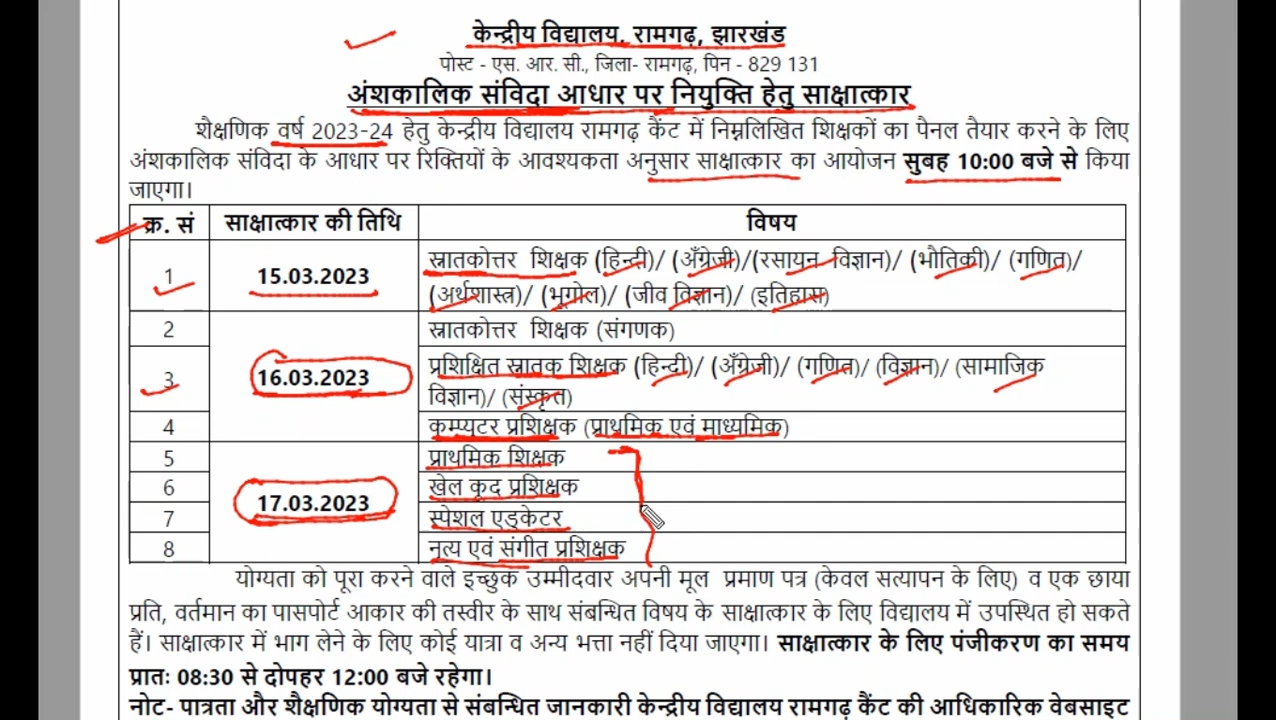 केन्द्रीय विद्यालय, रामगढ़, झारखंड
पोस्ट - एस. आर. सी., जिला- रामगढ़, पिन - 829 131
अंशकालिक संविदा आधार पर नियुक्ति हेतु साक्षात्कार
शैक्षणिक वर्ष 2023-24 हेतु केन्द्रीय विद्यालय रामगढ़ कैंट में निम्नलिखित शिक्षकों का पैनल तैयार करने के लिए
अंशकालिक संविदा के आधार पर रिक्तियों के आवश्यकता अनुसार साक्षात्कार का आयोजन सुबह 10:00 बजे से किया
जाएगा।
क्र. सं साक्षात्कार की तिथि विषय
1 15.03.2023 स्नातकोत्तर शिक्षक (हिन्दी)/ (अँग्रेजी)/(रसायन विज्ञान)/ (भौतिकी)/ (गणित)/
(अर्थशास्त्र)/ (भूगोल)/ (जीव विज्ञान)/ (इतिहास)
2 स्नातकोत्तर शिक्षक (संगणक)
3 16.03.2023 प्रशिक्षित स्नातक शिक्षक (हिन्दी)/ (अँग्रेजी)/ (गणित)/ (विज्ञान)/ (सामाजिक
विज्ञान)/ (संस्कृत)
4 कम्प्युटर प्रशिक्षक (प्राथमिक एवं माध्यमिक)
5 प्राथमिक शिक्षक
6 17.03.2023 खेल कूद प्रशिक्षक
7 स्पेशल एडुकेटर
8 नृत्य एवं संगीत प्रशिक्षक
योग्यता को पूरा करने वाले इच्छुक उम्मीदवार अपनी मूल प्रमाण पत्र (केवल सत्यापन के लिए) व एक छाया
प्रति, वर्तमान का पासपोर्ट आकार की तस्वीर के साथ संबन्धित विषय के साक्षात्कार के लिए विद्यालय में उपस्थित हो सकते
हैं। साक्षात्कार में भाग लेने के लिए कोई यात्रा व अन्य भत्ता नहीं दिया जाएगा। साक्षात्कार के लिए पंजीकरण का समय
प्रातः 08:30 से दोपहर 12:00 बजे रहेगा।
नोट- पात्रता और शैक्षणिक योग्यता से संबन्धित जानकारी केन्द्रीय विद्यालय रामगढ़ कैंट की आधिकारिक वेबसाइट